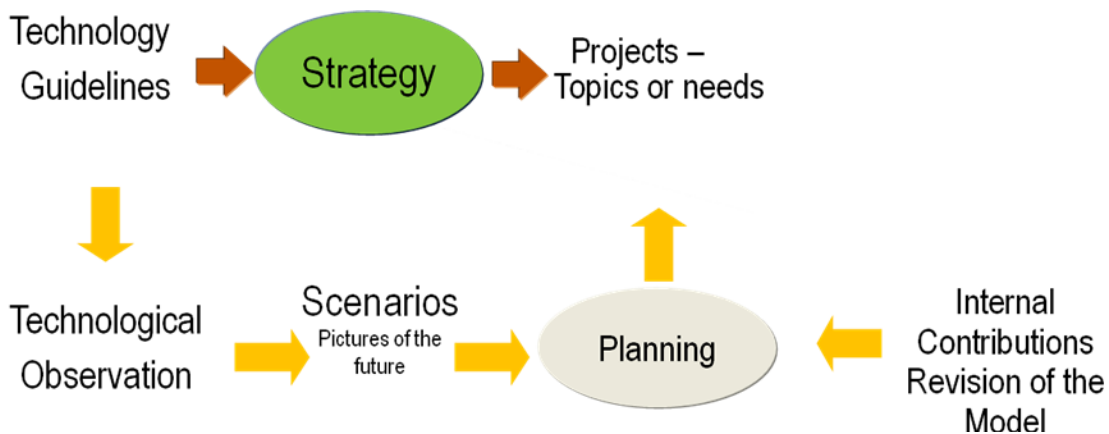 Technology
Guidelines
Strategy
Projects –
Topics or needs
Technological
Observation
Scenarios
Pictures of the
future
Planning
Internal
Contributions
Revision of the
Model